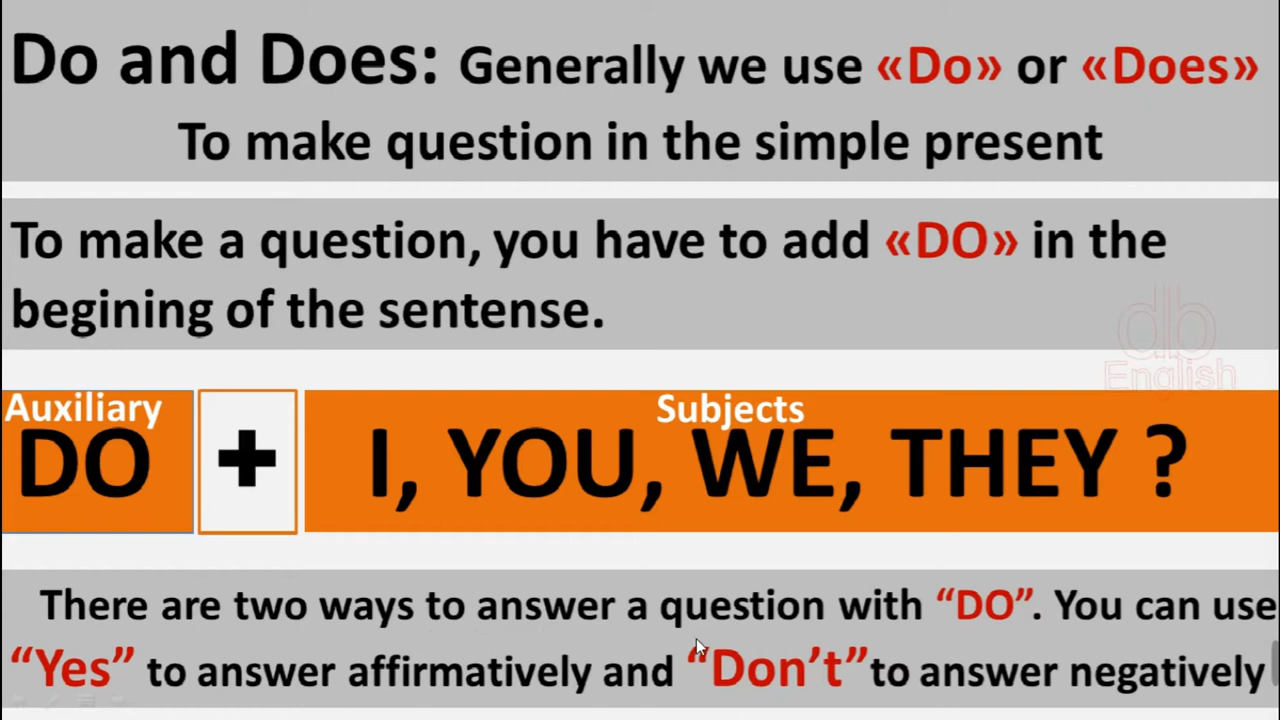 Do and Does: Generally we use «Do» or «Does»
To make question in the simple present
To make a question, you have to add «DO» in the
begining of the sentense.
db
English
Auxiliary
Subjects
DO + I, YOU, WE, THEY ?
There are two ways to answer a question with “DO”. You can use
“Yes” to answer affirmatively and “Don’t”to answer negatively